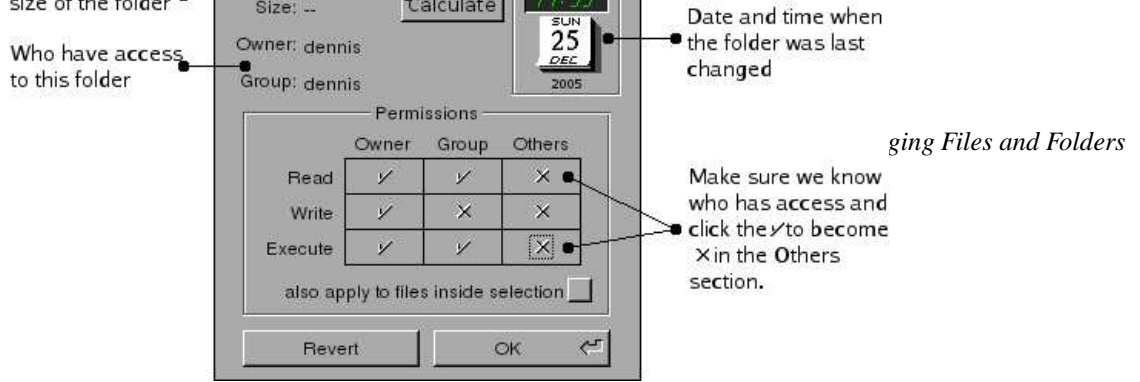 size of the folder
Size: --
Calculate
SUN
25
DEC
2005
Date and time when
the folder was last
changed
Who have access
to this folder
Owner: dennis
Group: dennis
Permissions
Owner Group Others
Read ✓ ✓ ✕
Write ✓ ✕ ✕
Execute ✓ ✓ ✕
also apply to files inside selection
Revert
OK
ging Files and Folders
Make sure we know
who has access and
click the ✓ to become
✕ in the Others
section.